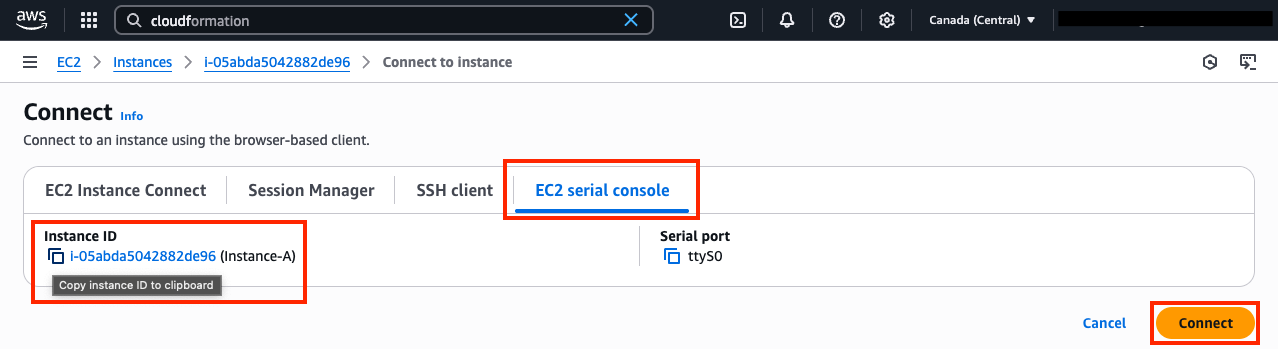 aws
cloudformation
Canada (Central)
EC2 > Instances > i-05abda5042882de96 > Connect to instance
Connect Info
Connect to an instance using the browser-based client.
EC2 Instance Connect
Session Manager
SSH client
EC2 serial console
Instance ID
i-05abda5042882de96 (Instance-A)
Copy instance ID to clipboard
Serial port
ttyS0
Cancel
Connect